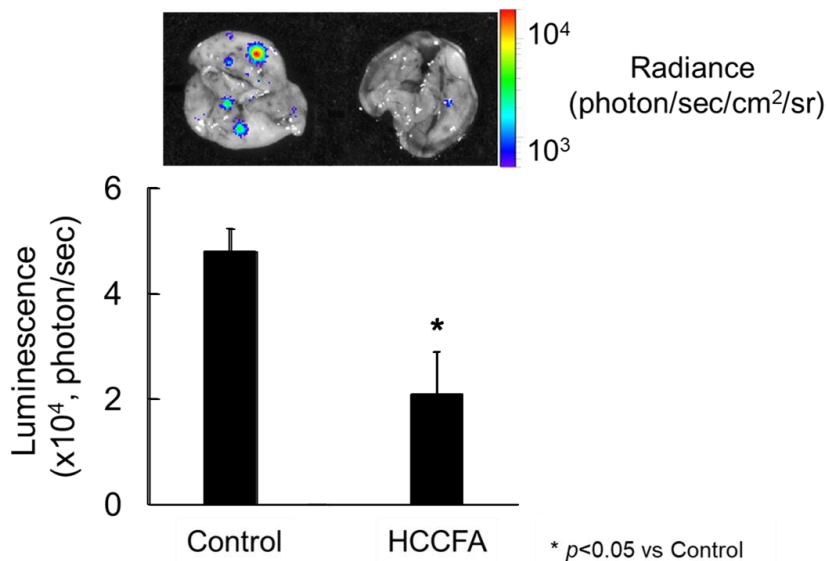 10⁴
Radiance
(photon/sec/cm²/sr)
10³
Luminescence
(x10⁴, photon/sec)
6
4
2
0
*
Control
HCCFA
* p<0.05 vs Control